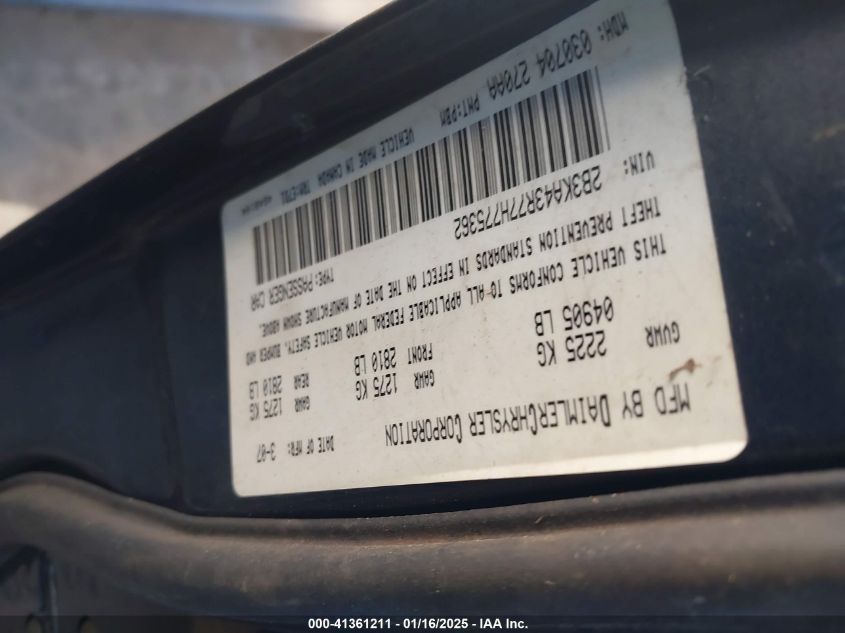 MFD BY DAIMLERCHRYSLER CORPORATION
DATE OF MFR: 3-07
GVWR
2225 KG
04905 LB
GAWR FRONT
1275 KG
2810 LB
GAWR REAR
1275 KG
2810 LB
THIS VEHICLE CONFORMS TO ALL APPLICABLE FEDERAL MOTOR VEHICLE SAFETY, BUMPER AND
THEFT PREVENTION STANDARDS IN EFFECT ON THE DATE OF MANUFACTURE SHOWN ABOVE.
VIN: 2B3KA43R77H775362
TYPE: PASSENGER CAR
MDH: 030704 270AA PNT:PBM
VEHICLE MADE IN CANADA
000-41361211 - 01/16/2025 - IAA Inc.